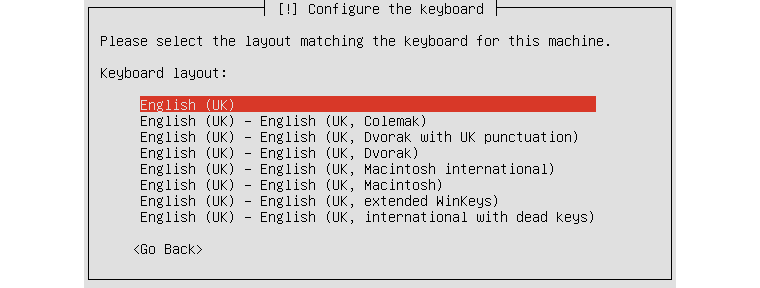 [!] Configure the keyboard
Please select the layout matching the keyboard for this machine.
Keyboard layout:
English (UK)
English (UK) – English (UK, Colemak)
English (UK) – English (UK, Dvorak with UK punctuation)
English (UK) – English (UK, Dvorak)
English (UK) – English (UK, Macintosh international)
English (UK) – English (UK, Macintosh)
English (UK) – English (UK, extended WinKeys)
English (UK) – English (UK, international with dead keys)
<Go Back>